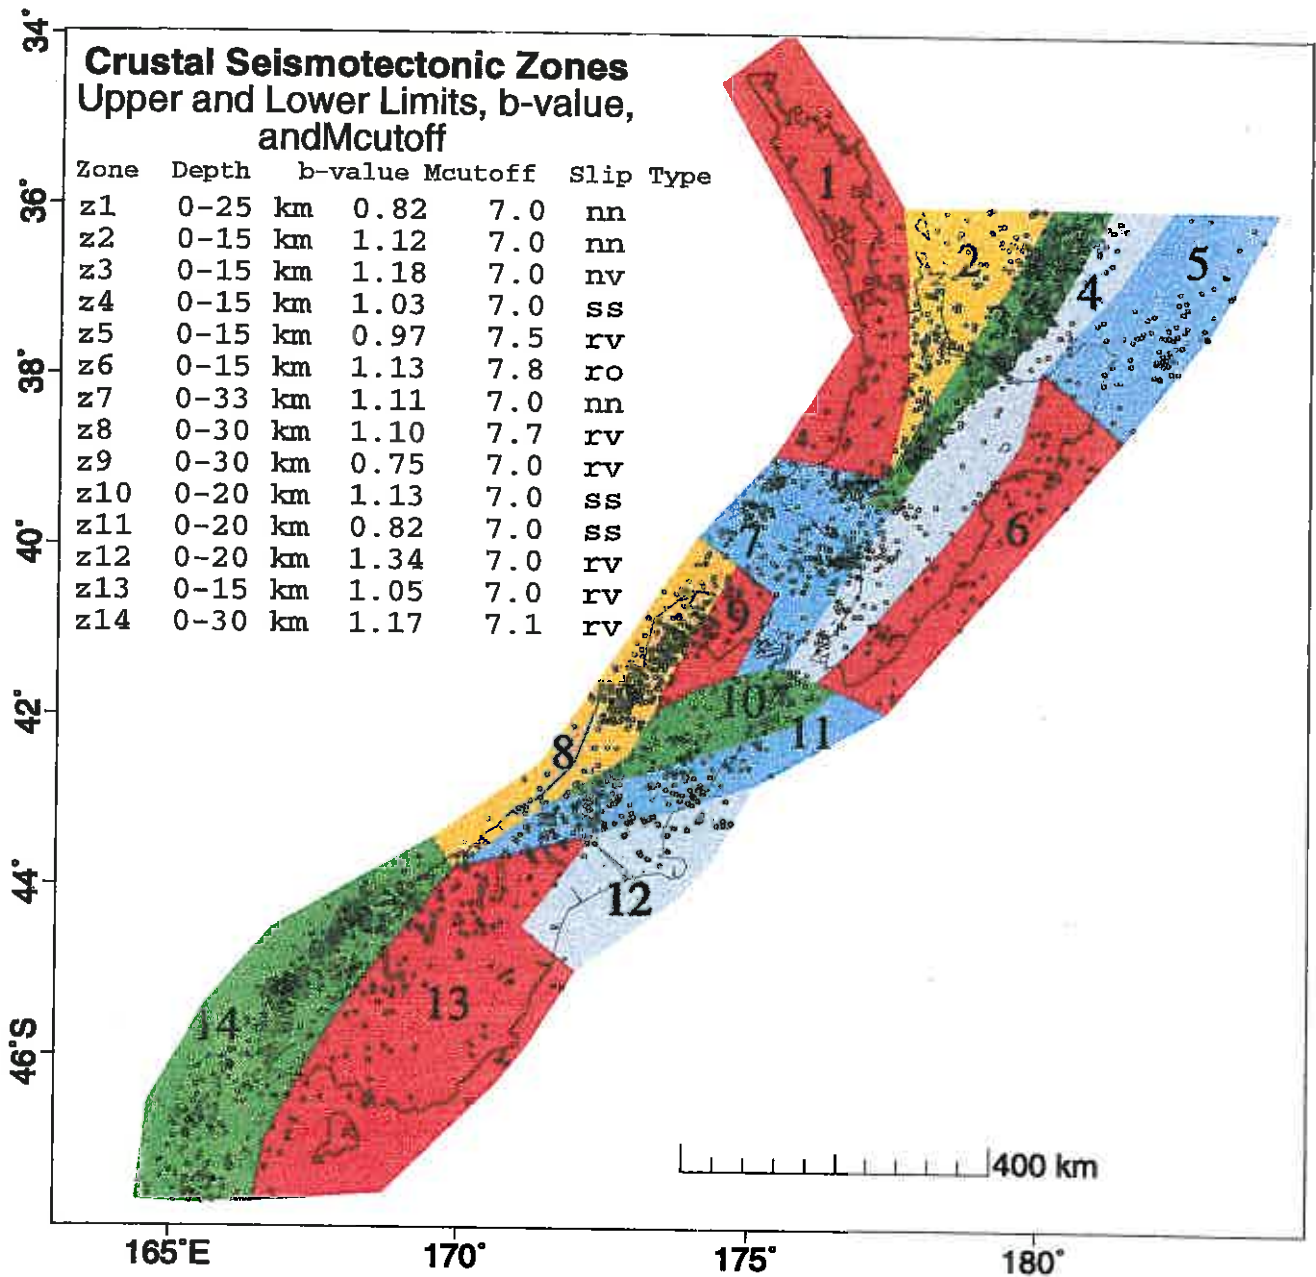 Crustal Seismotectonic Zones
Upper and Lower Limits, b-value,
andMcutoff
Zone Depth b-value Mcutoff Slip Type
z1 0-25 km 0.82 7.0 nn
z2 0-15 km 1.12 7.0 nn
z3 0-15 km 1.18 7.0 nv
z4 0-15 km 1.03 7.0 ss
z5 0-15 km 0.97 7.5 rv
z6 0-15 km 1.13 7.8 ro
z7 0-33 km 1.11 7.0 nn
z8 0-30 km 1.10 7.7 rv
z9 0-30 km 0.75 7.0 rv
z10 0-20 km 1.13 7.0 ss
z11 0-20 km 0.82 7.0 ss
z12 0-20 km 1.34 7.0 rv
z13 0-15 km 1.05 7.0 rv
z14 0-30 km 1.17 7.1 rv
34°
36°
38°
40°
42°
44°
46°S
1
2
4
5
6
7
9
10
11
8
12
13
14
400 km
165°E
170°
175°
180°